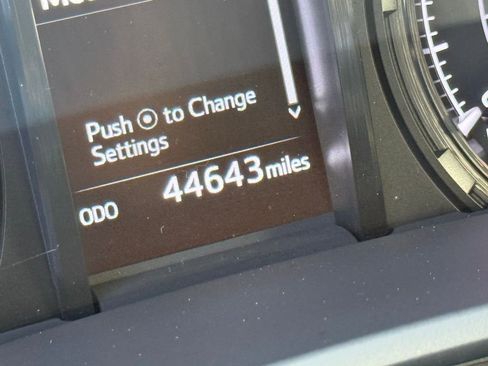 Push ⦿ to Change
Settings
ODO 44643 miles